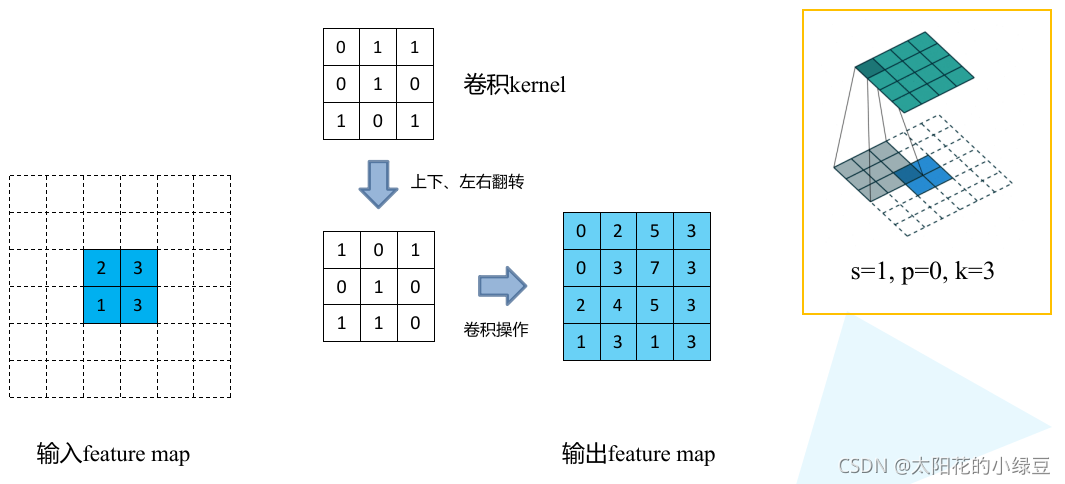 0 1 1
0 1 0
1 0 1
卷积kernel
上下、左右翻转
2 3
1 3
1 0 1
0 1 0
1 1 0
卷积操作
0 2 5 3
0 3 7 3
2 4 5 3
1 3 1 3
s=1, p=0, k=3
输入feature map
输出feature map
CSDN @太阳花的小绿豆